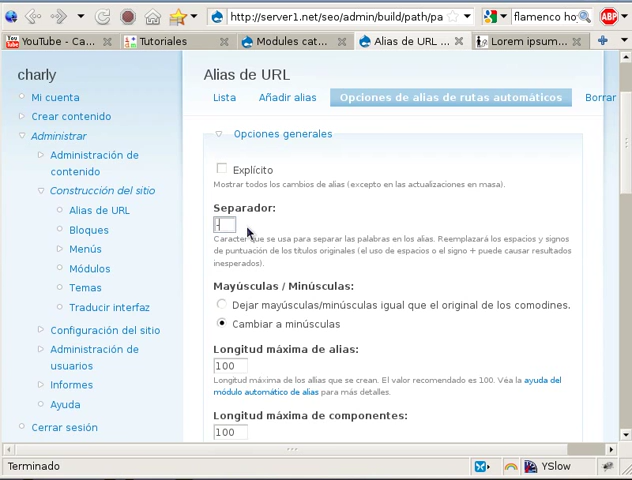 http://server1.net/seo/admin/build/path/pa
flamenco ho
ABP
YouTube - Ca...
Tutoriales
Modules cat...
Alias de URL ...
Lorem ipsum...
charly
Mi cuenta
Crear contenido
Administrar
Administración de
contenido
Construcción del sitio
Alias de URL
Bloques
Menús
Módulos
Temas
Traducir interfaz
Configuración del sitio
Administración de
usuarios
Informes
Ayuda
Cerrar sesión
Alias de URL
Lista
Añadir alias
Opciones de alias de rutas automáticos
Borrar
Opciones generales
Explícito
Mostrar todos los cambios de alias (excepto en las actualizaciones en masa).
Separador:
-
Caracter que se usa para separar las palabras en los alias. Reemplazará los espacios y signos
de puntuación de los títulos originales (el uso de espacios o el signo + puede causar resultados
inesperados).
Mayúsculas / Minúsculas:
Dejar mayúsculas/minúsculas igual que el original de los comodines.
Cambiar a minúsculas
Longitud máxima de alias:
100
Longitud máxima de los allias que se crean. El valor recomendado es 100. Véa la ayuda del
módulo automático de alias para más detalles.
Longitud máxima de componentes:
100
Terminado
YSlow